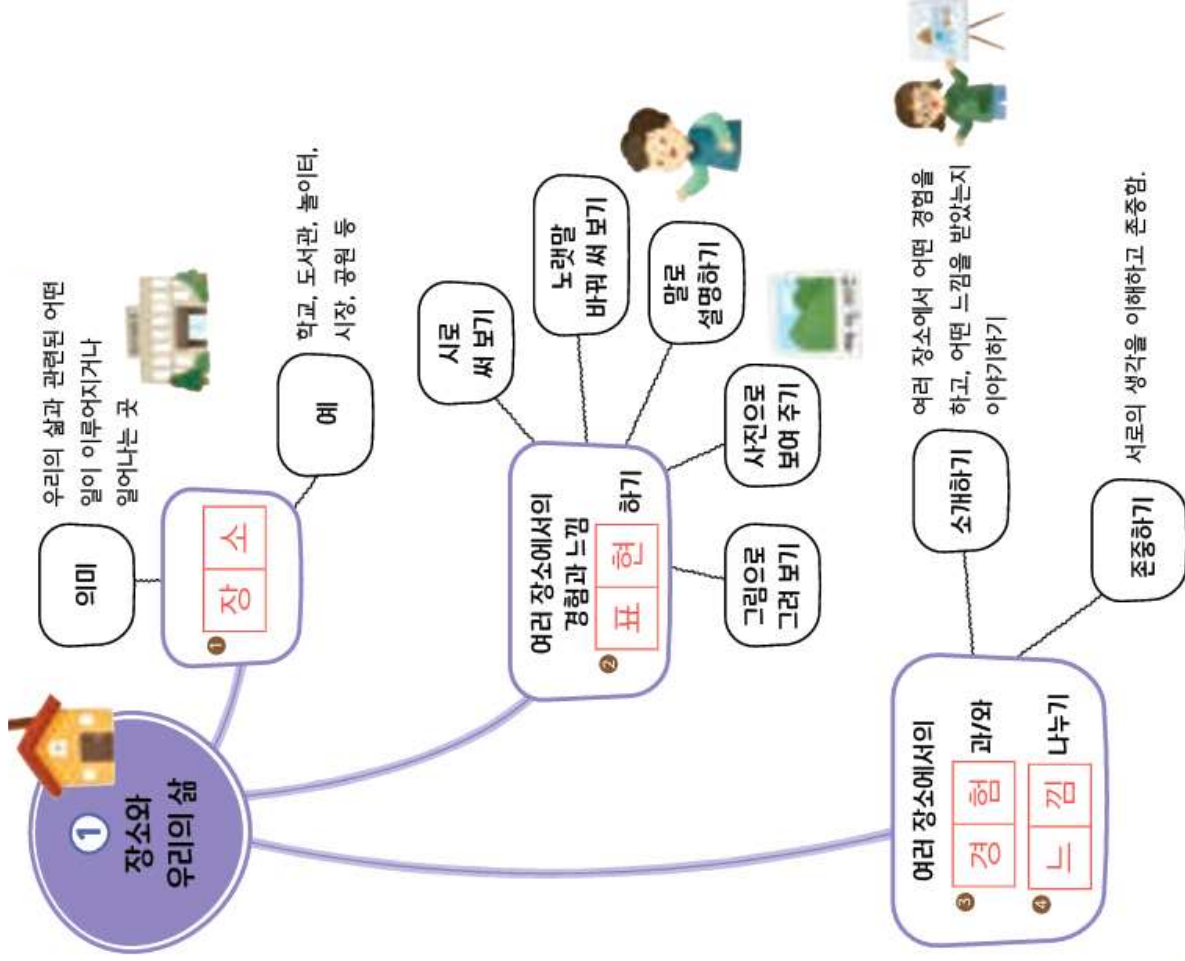 1
장소와
우리의 삶
❶ 장소
의미
우리의 삶과 관련된 어떤
일이 이루어지거나
일어나는 곳
예
학교, 도서관, 놀이터,
시장, 공원 등
여러 장소에서의
경험과 느낌
❷ 표현 하기
시로
써 보기
노랫말
바꿔 써 보기
말로
설명하기
사진으로
보여 주기
그림으로
그려 보기
여러 장소에서의
❸ 경험 과/와
❹ 느낌 나누기
소개하기
여러 장소에서 어떤 경험을
하고, 어떤 느낌을 받았는지
이야기하기
존중하기
서로의 생각을 이해하고 존중함.